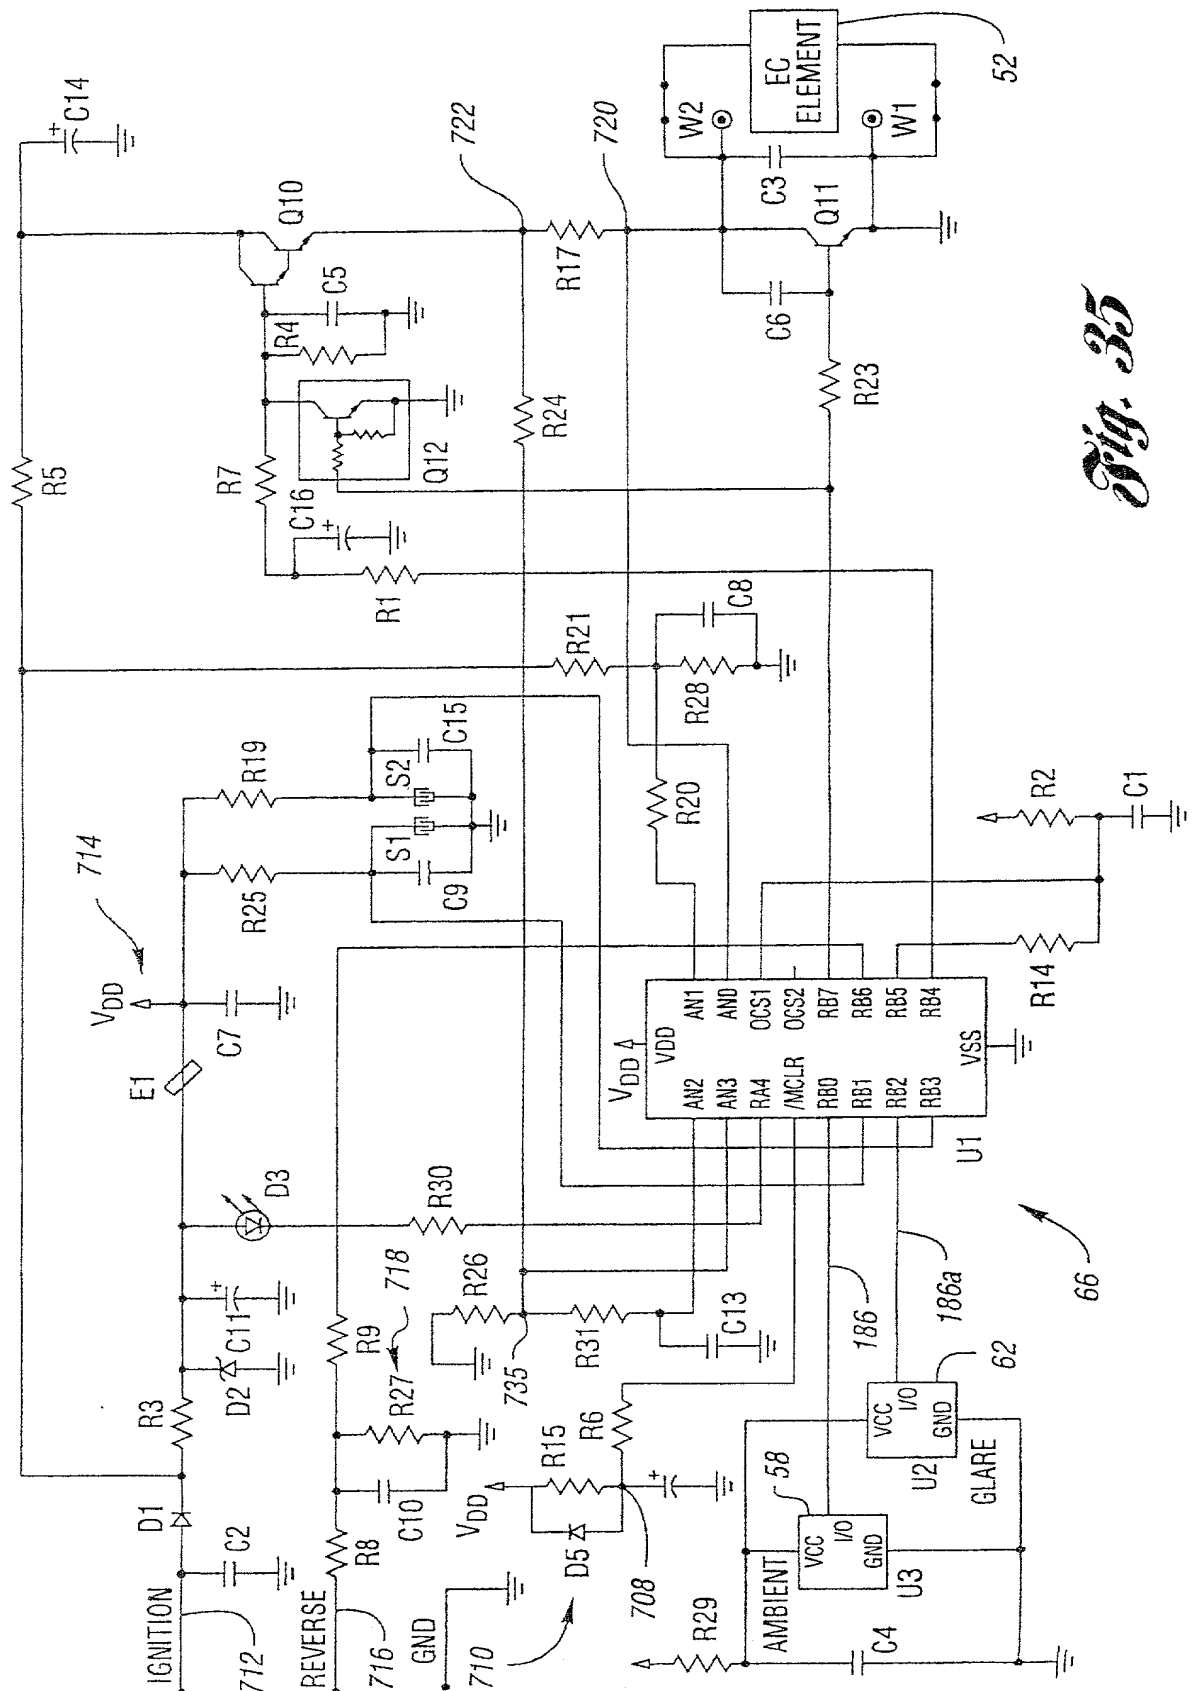 IGNITION
712
C2
D1
R3
D2
C11
D3
E1
VDD
714
C7
R25
R19
R5
C14
REVERSE
716
R8
C10
R27
718
R9
S1
S2
C9
C15
R1
C16
R7
Q12
R4
C5
Q10
GND
710
VDD
D5
R15
708
R6
735
R26
R31
C13
R30
R24
722
R21
R20
R28
C8
R17
720
C6
C3
Q11
W2
W1
EC
ELEMENT
52
R23
VDD
VDD
AN2
AN3
RA4
/MCLR
RB0
RB1
RB2
RB3
AN1
AN0
OCS1
OCS2
RB7
RB6
RB5
RB4
VSS
U1
R29
AMBIENT
C4
58
VCC
I/O
GND
U3
VCC
I/O
GND
U2
GLARE
62
186
186a
66
R14
R2
C1
Fig. 35